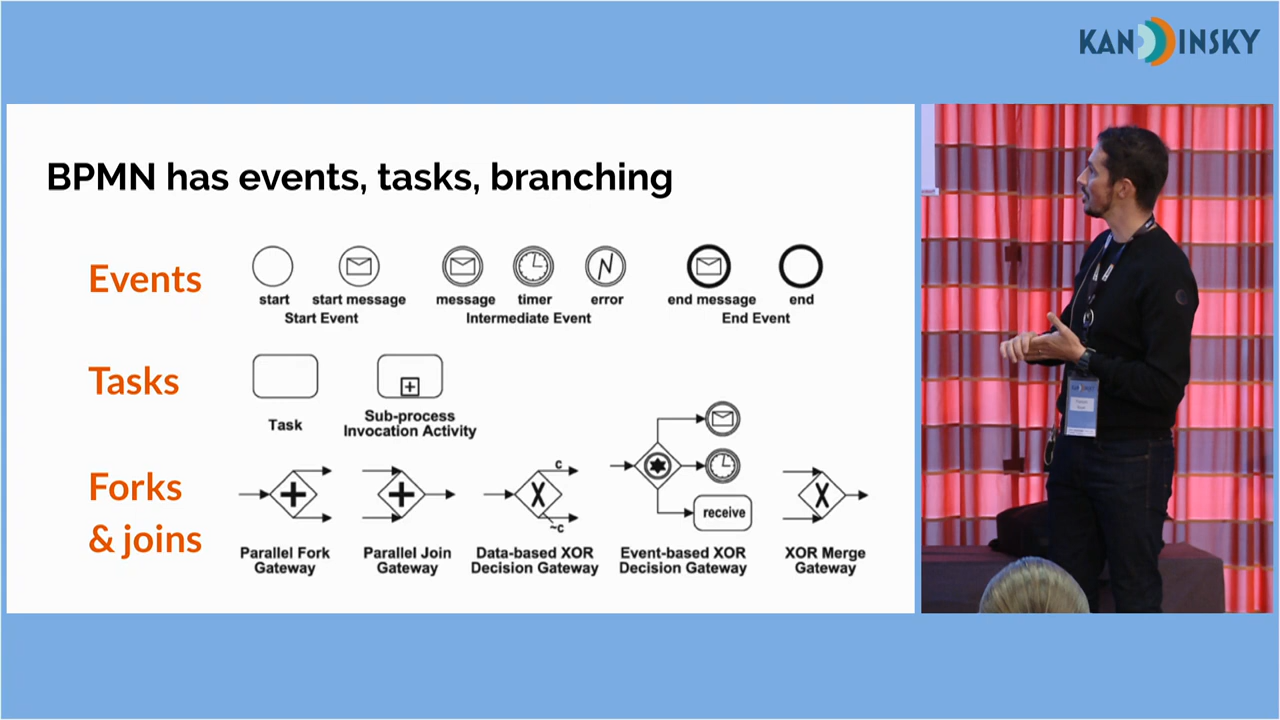 KANDDINSKY
BPMN has events, tasks, branching
Events
start
start message
message
timer
error
end message
end
Start Event
Intermediate Event
End Event
Tasks
Task
Sub-process
Invocation Activity
Forks
& joins
c
~c
receive
Parallel Fork
Gateway
Parallel Join
Gateway
Data-based XOR
Decision Gateway
Event-based XOR
Decision Gateway
XOR Merge
Gateway